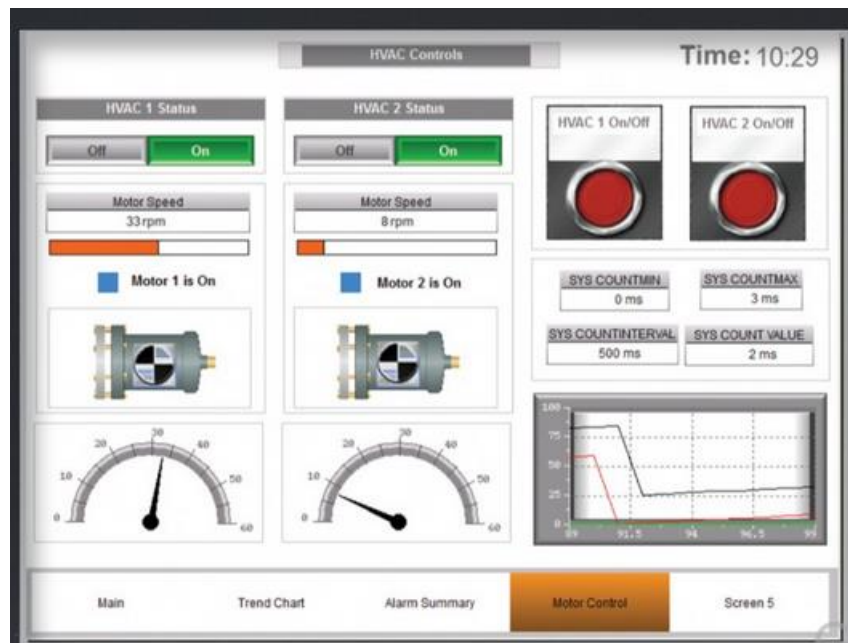 HVAC Controls
Time: 10:29
HVAC 1 Status
Off On
Motor Speed
33 rpm
Motor 1 is On
0 10 20 30 40 50 60
HVAC 2 Status
Off On
Motor Speed
8 rpm
Motor 2 is On
0 10 20 30 40 50 60
HVAC 1 On/Off
HVAC 2 On/Off
SYS COUNTMIN
0 ms
SYS COUNTMAX
3 ms
SYS COUNTINTERVAL
500 ms
SYS COUNT VALUE
2 ms
100
75
50
25
0
89 91.5 94 96.5 99
Main Trend Chart Alarm Summary Motor Control Screen 5